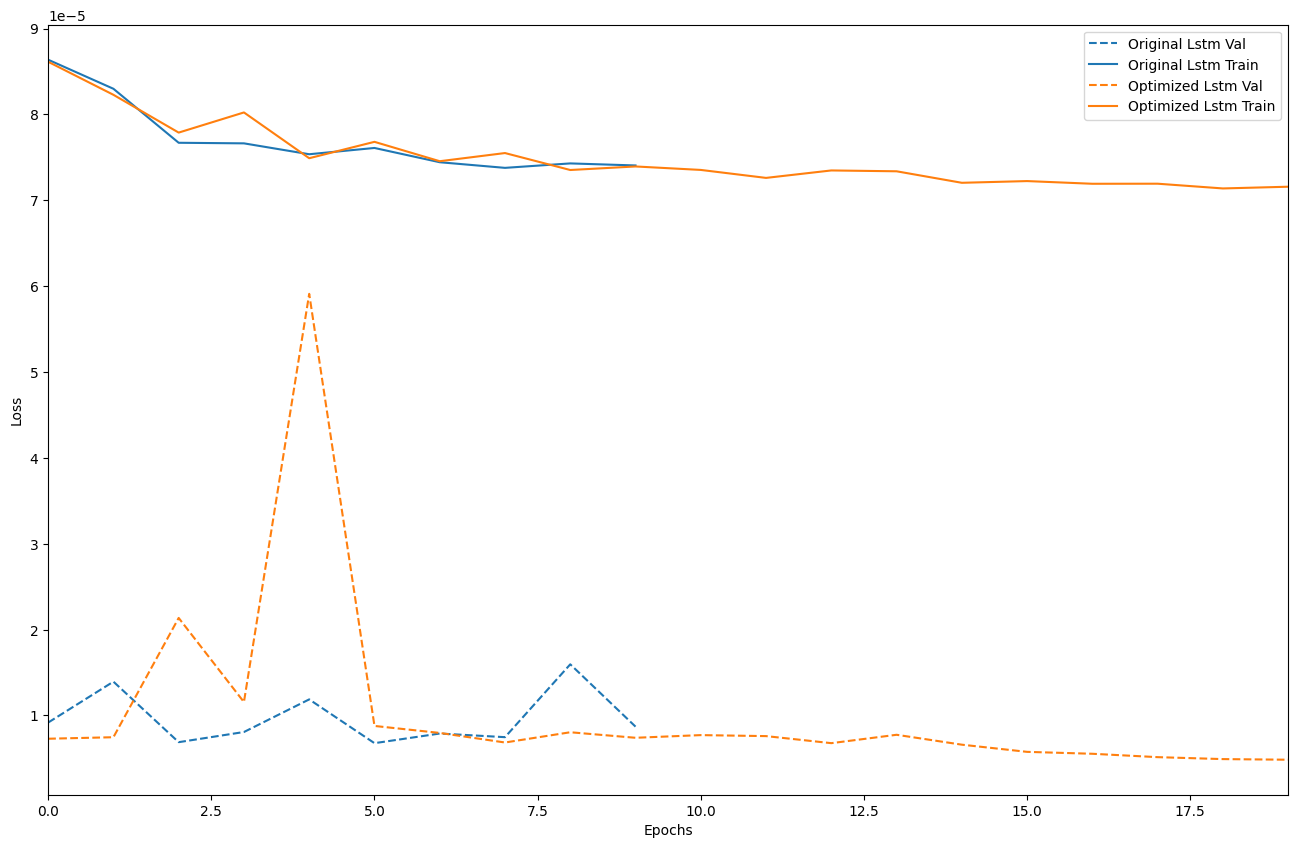 1e−5
Original Lstm Val
Original Lstm Train
Optimized Lstm Val
Optimized Lstm Train
9
8
7
6
5
4
3
2
1
Loss
0.0 2.5 5.0 7.5 10.0 12.5 15.0 17.5
Epochs